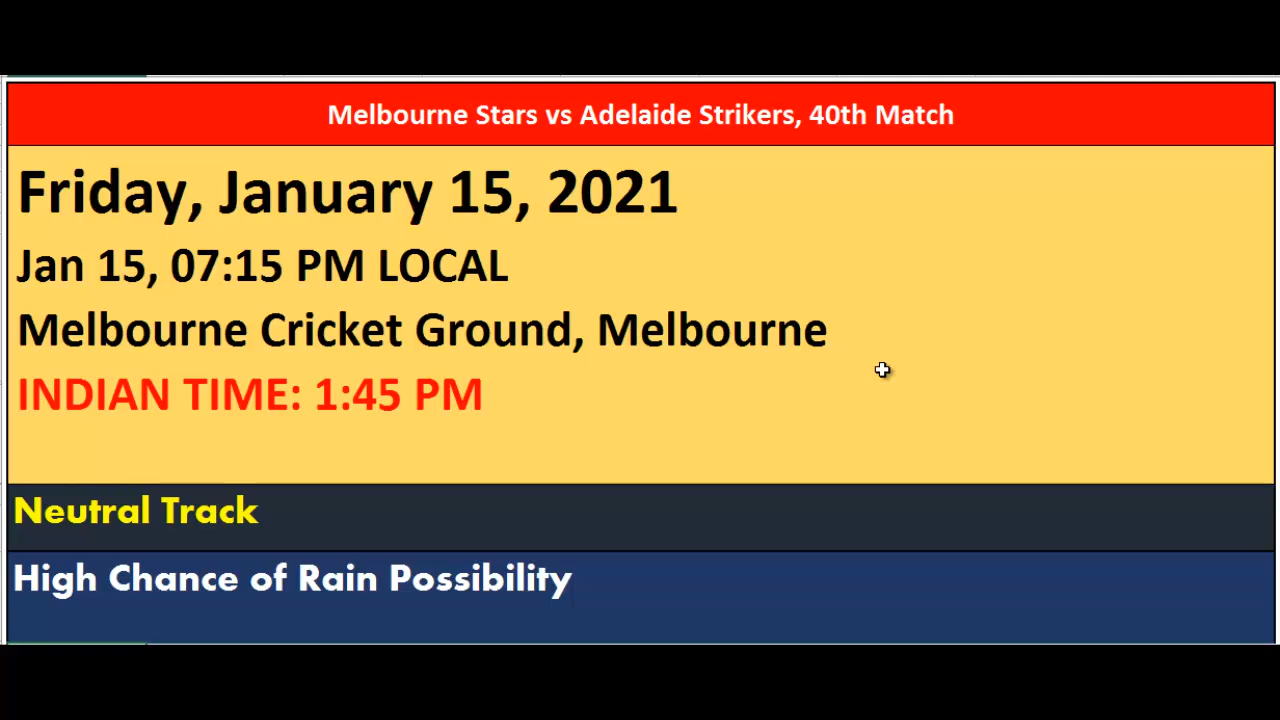 Melbourne Stars vs Adelaide Strikers, 40th Match
Friday, January 15, 2021
Jan 15, 07:15 PM LOCAL
Melbourne Cricket Ground, Melbourne
INDIAN TIME: 1:45 PM
Neutral Track
High Chance of Rain Possibility